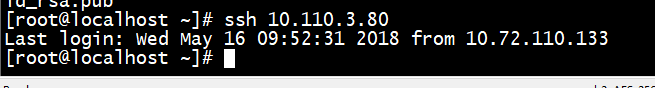 [root@localhost ~]# ssh 10.110.3.80
Last login: Wed May 16 09:52:31 2018 from 10.72.110.133
[root@localhost ~]#